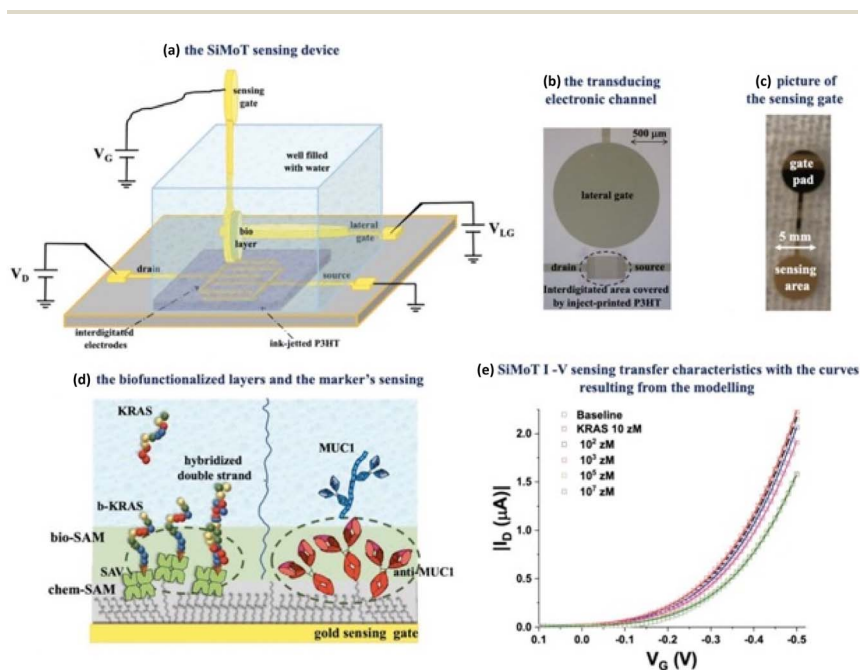 (a) the SiMoT sensing device
sensing
gate
V_G
well filled
with water
bio
layer
lateral
gate
V_LG
V_D
drain
source
interdigitated
electrodes
ink-jetted P3HT
(b) the transducing
electronic channel
500 μm
lateral gate
drain
source
Interdigitated area covered
by inject-printed P3HT
(c) picture of
the sensing gate
gate
pad
5 mm
sensing
area
(d) the biofunctionalized layers and the marker's sensing
KRAS
hybridized
double strand
MUC1
b-KRAS
bio-SAM
SAV
anti-MUC1
chem-SAM
gold sensing gate
(e) SiMoT I -V sensing transfer characteristics with the curves
resulting from the modelling
Baseline
KRAS 10 zM
10² zM
10³ zM
10⁵ zM
10⁷ zM
|I_D (μA)|
2.0
1.5
1.0
0.5
0.0
0.1 0.0 -0.1 -0.2 -0.3 -0.4 -0.5
V_G (V)